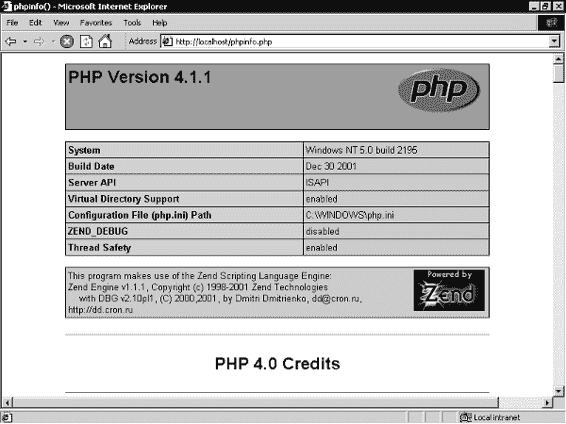 phpinfo() - Microsoft Internet Explorer
File Edit View Favorites Tools Help
Address http://localhost/phpinfo.php
PHP Version 4.1.1
php
System Windows NT 5.0 build 2195
Build Date Dec 30 2001
Server API ISAPI
Virtual Directory Support enabled
Configuration File (php.ini) Path C:\WINDOWS\php.ini
ZEND_DEBUG disabled
Thread Safety enabled
This program makes use of the Zend Scripting Language Engine:
Zend Engine v1.1.1, Copyright (c) 1998-2001 Zend Technologies
with DBG v2.10pl1, (C) 2000,2001, by Dmitri Dmitrienko, dd@cron.ru,
http://dd.cron.ru
Powered by
Zend
PHP 4.0 Credits
Local intranet